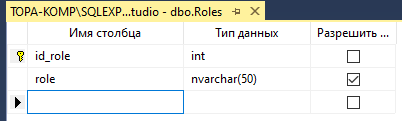 TOPA-KOMP\SQLEXP...tudio - dbo.Roles
Имя столбца Тип данных Разрешить ...
id_role int
role nvarchar(50)